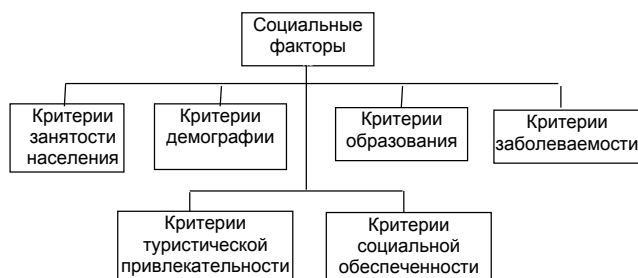 Социальные
факторы
Критерии
занятости
населения
Критерии
демографии
Критерии
образования
Критерии
заболеваемости
Критерии
туристической
привлекательности
Критерии
социальной
обеспеченности